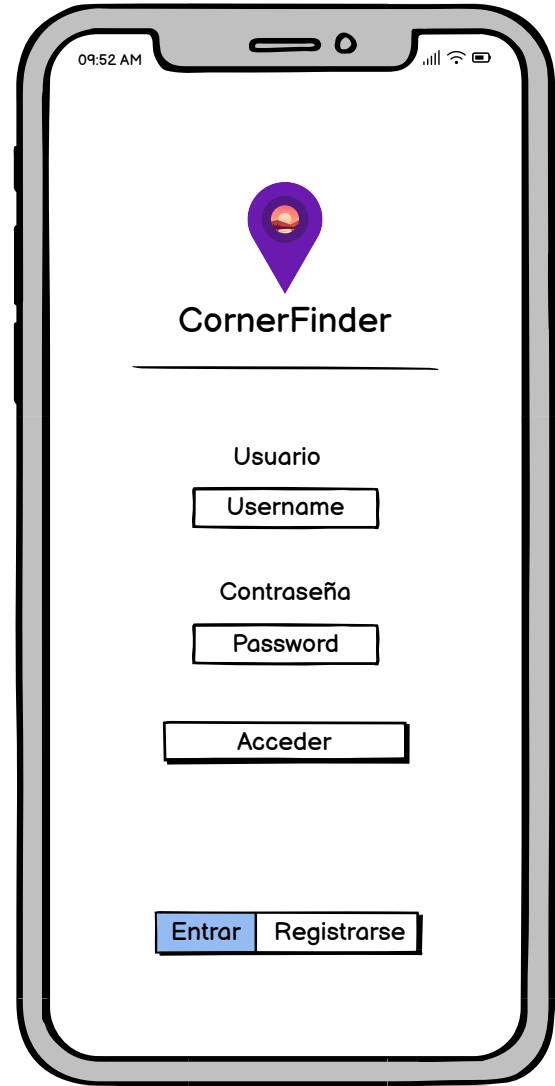 09:52 AM
CornerFinder
Usuario
Username
Contraseña
Password
Acceder
Entrar Registrarse